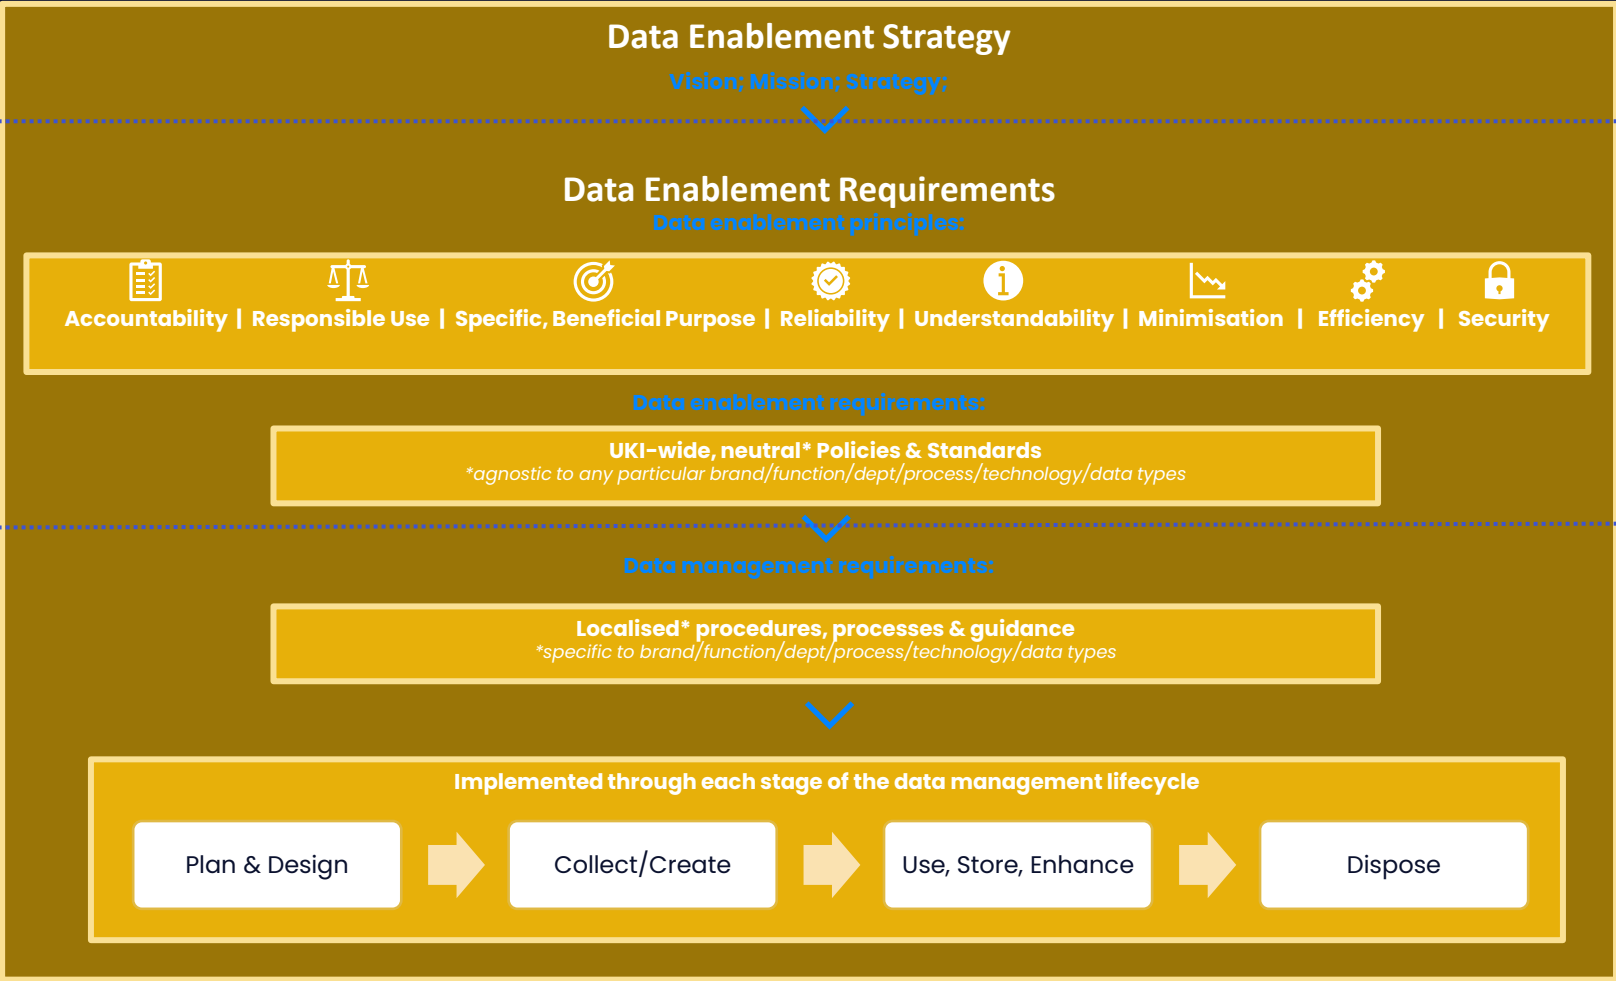 Data Enablement Strategy
Vision; Mission; Strategy;
Data Enablement Requirements
Data enablement principles:
Accountability | Responsible Use | Specific, Beneficial Purpose | Reliability | Understandability | Minimisation | Efficiency | Security
Data enablement requirements:
UKI-wide, neutral* Policies & Standards
*agnostic to any particular brand/function/dept/process/technology/data types
Data management requirements:
Localised* procedures, processes & guidance
*specific to brand/function/dept/process/technology/data types
Implemented through each stage of the data management lifecycle
Plan & Design
Collect/Create
Use, Store, Enhance
Dispose